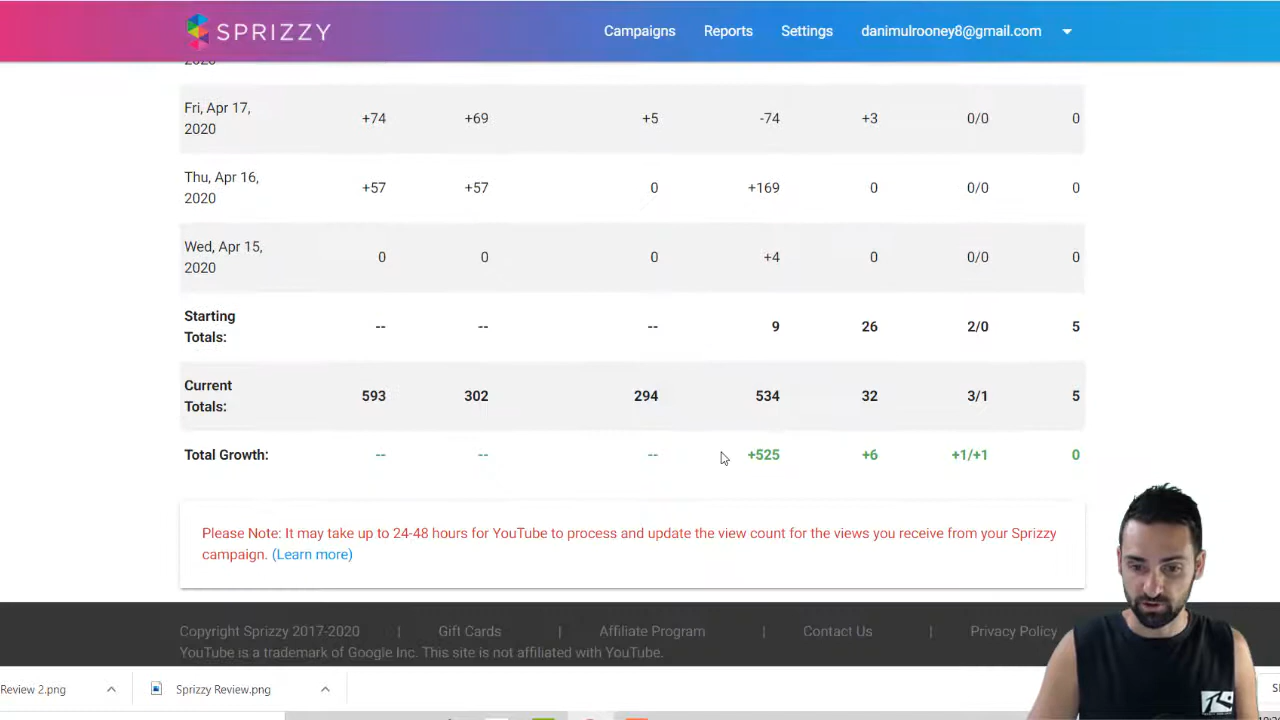 SPRIZZY Campaigns Reports Settings danimulrooney8@gmail.com
2020
Fri, Apr 17, 2020 +74 +69 +5 -74 +3 0/0 0
Thu, Apr 16, 2020 +57 +57 0 +169 0 0/0 0
Wed, Apr 15, 2020 0 0 0 +4 0 0/0 0
Starting Totals: -- -- -- 9 26 2/0 5
Current Totals: 593 302 294 534 32 3/1 5
Total Growth: -- -- -- +525 +6 +1/+1 0
Please Note: It may take up to 24-48 hours for YouTube to process and update the view count for the views you receive from your Sprizzy
campaign. (Learn more)
Copyright Sprizzy 2017-2020 | Gift Cards | Affiliate Program | Contact Us | Privacy Policy
YouTube is a trademark of Google Inc. This site is not affiliated with YouTube.
Review 2.png Sprizzy Review.png